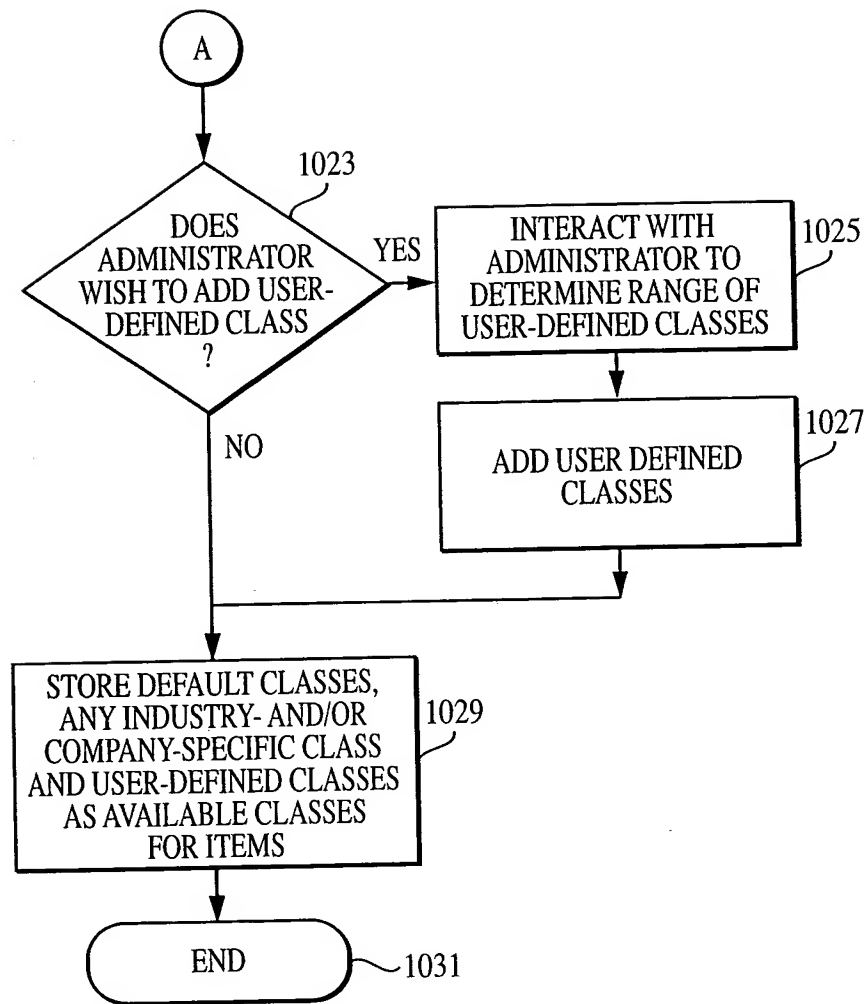 A
1023
DOES
ADMINISTRATOR
WISH TO ADD USER-
DEFINED CLASS
?
YES
INTERACT WITH
ADMINISTRATOR TO
DETERMINE RANGE OF
USER-DEFINED CLASSES
1025
NO
ADD USER DEFINED
CLASSES
1027
STORE DEFAULT CLASSES,
ANY INDUSTRY- AND/OR
COMPANY-SPECIFIC CLASS
AND USER-DEFINED CLASSES
AS AVAILABLE CLASSES
FOR ITEMS
1029
END
1031